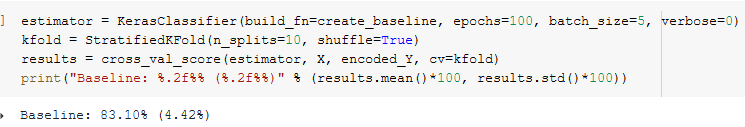 ] estimator = KerasClassifier(build_fn=create_baseline, epochs=100, batch_size=5, verbose=0)
kfold = StratifiedKFold(n_splits=10, shuffle=True)
results = cross_val_score(estimator, X, encoded_Y, cv=kfold)
print("Baseline: %.2f%% (%.2f%%)" % (results.mean()*100, results.std()*100))
Baseline: 83.10% (4.42%)